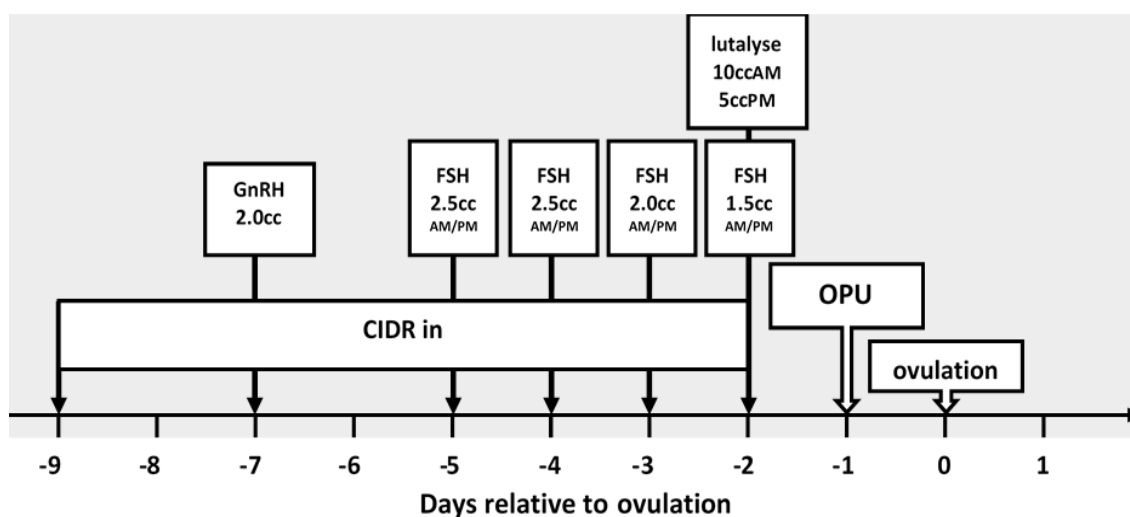 lutalyse
10ccAM
5ccPM
GnRH
2.0cc
FSH
2.5cc
AM/PM
FSH
2.5cc
AM/PM
FSH
2.0cc
AM/PM
FSH
1.5cc
AM/PM
OPU
CIDR in
ovulation
-9 -8 -7 -6 -5 -4 -3 -2 -1 0 1
Days relative to ovulation